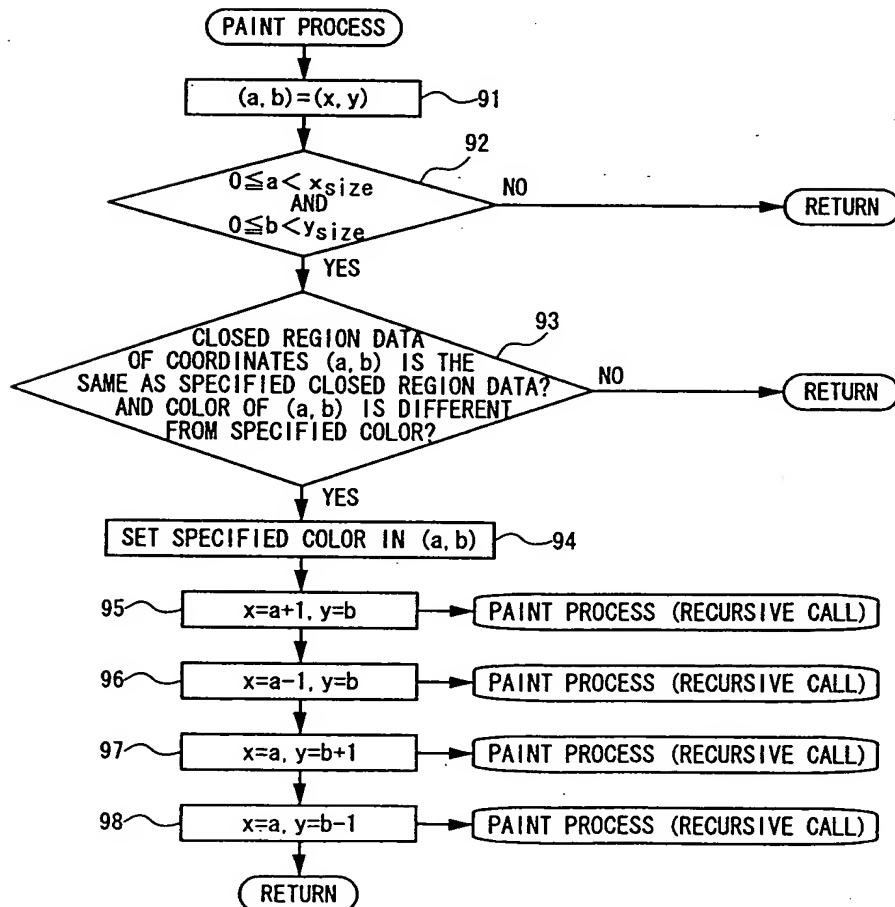 PAINT PROCESS
(a, b)=(x, y)
91
92
0≦a<xsize
AND
0≦b<ysize
NO
RETURN
YES
93
CLOSED REGION DATA
OF COORDINATES (a, b) IS THE
SAME AS SPECIFIED CLOSED REGION DATA?
AND COLOR OF (a, b) IS DIFFERENT
FROM SPECIFIED COLOR?
NO
RETURN
YES
SET SPECIFIED COLOR IN (a, b)
94
95
x=a+1, y=b
PAINT PROCESS (RECURSIVE CALL)
96
x=a-1, y=b
PAINT PROCESS (RECURSIVE CALL)
97
x=a, y=b+1
PAINT PROCESS (RECURSIVE CALL)
98
x=a, y=b-1
PAINT PROCESS (RECURSIVE CALL)
RETURN